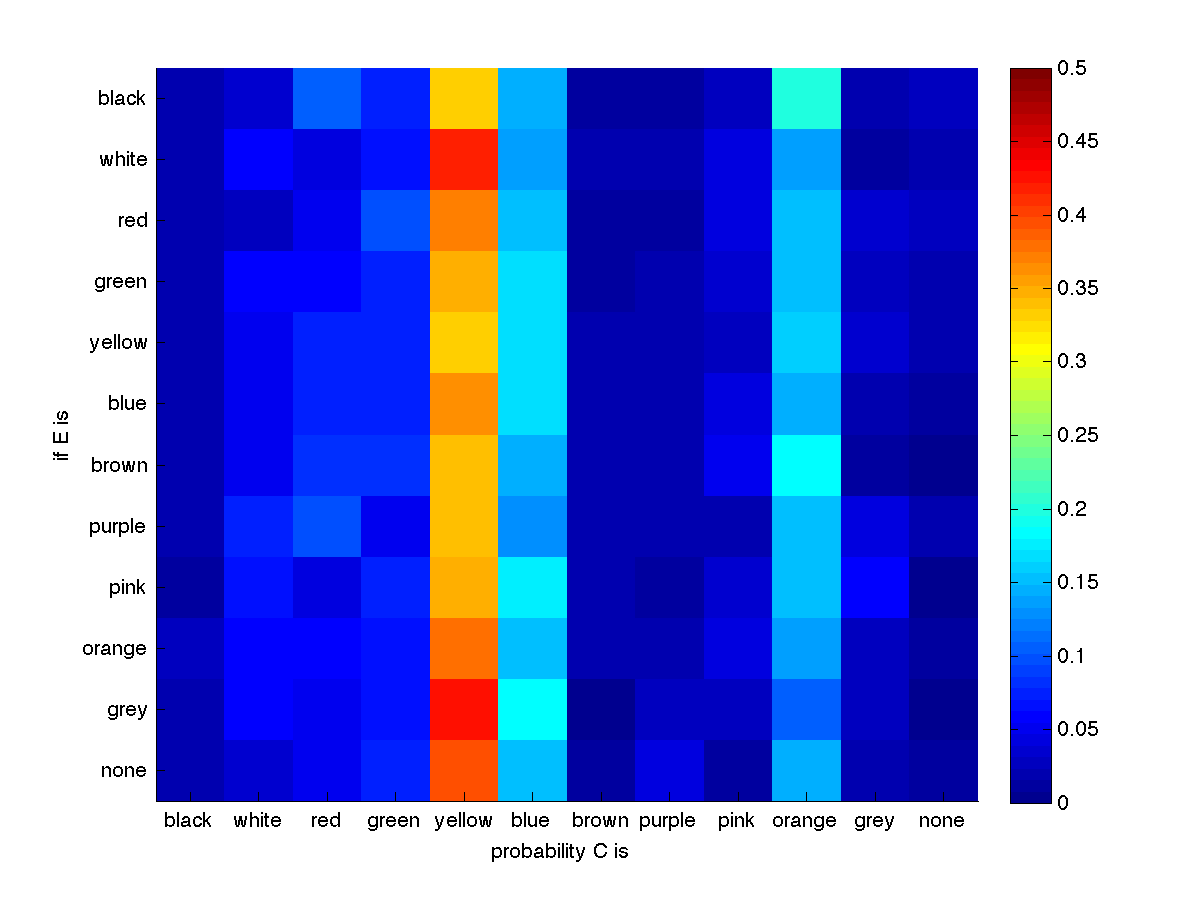 black
white
red
green
yellow
blue
brown
purple
pink
orange
grey
none
if E is
black white red green yellow blue brown purple pink orange grey none
probability C is
0.5
0.45
0.4
0.35
0.3
0.25
0.2
0.15
0.1
0.05
0